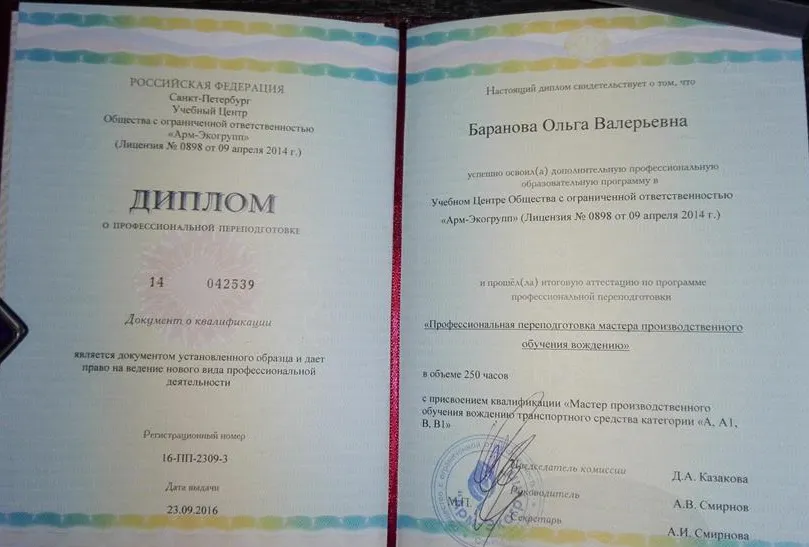 РОССИЙСКАЯ ФЕДЕРАЦИЯ
Санкт-Петербург
Учебный Центр
Общества с ограниченной ответственностью
«Арм-Экогрупп»
(Лицензия № 0898 от 09 апреля 2014 г.)
ДИПЛОМ
О ПРОФЕССИОНАЛЬНОЙ ПЕРЕПОДГОТОВКЕ
14 042539
Документ о квалификации
является документом установленного образца и дает
право на ведение нового вида профессиональной
деятельности
Регистрационный номер
16-ПП-2309-3
Дата выдачи
23.09.2016
Настоящий диплом свидетельствует о том, что
Баранова Ольга Валерьевна
успешно освоил(а) дополнительную профессиональную
образовательную программу в
Учебном Центре Общества с ограниченной ответственностью
«Арм-Экогрупп» (Лицензия № 0898 от 09 апреля 2014 г.)
и прошёл(ла) итоговую аттестацию по программе
профессиональной переподготовки
«Профессиональная переподготовка мастера производственного
обучения вождению»
в объеме 250 часов
с присвоением квалификации «Мастер производственного
обучения вождению транспортного средства категории «А, А1,
В, В1»
Председатель комиссии
Д.А. Казакова
М.П.
Руководитель
А.В. Смирнов
Секретарь
А.И. Смирнова